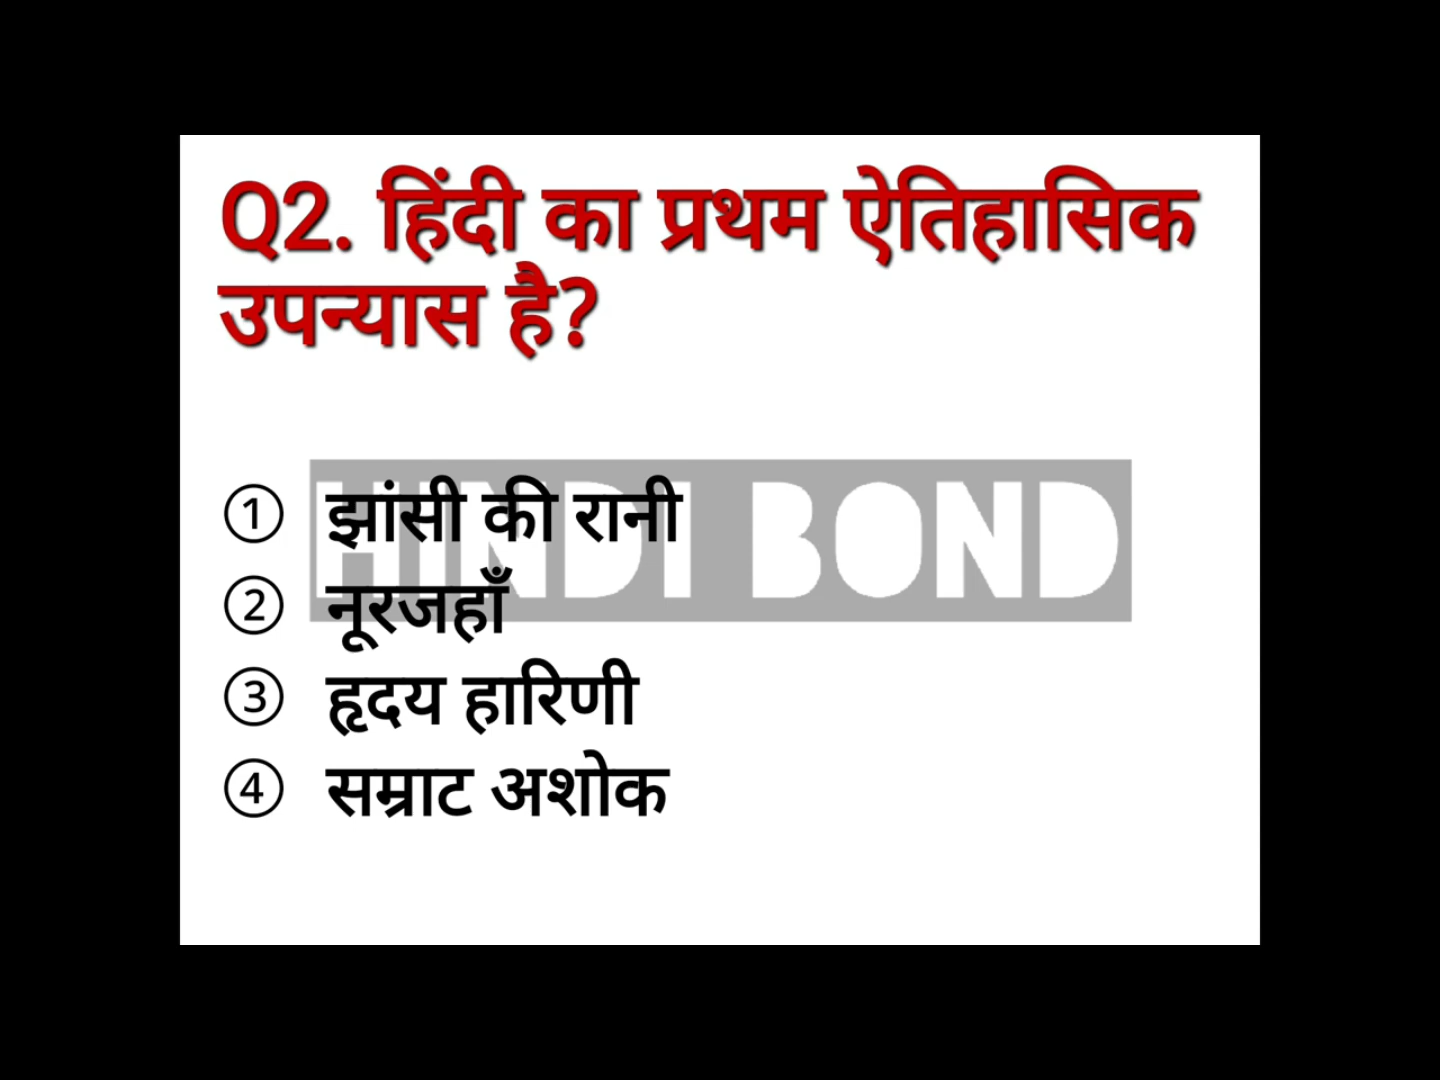 Q2. हिंदी का प्रथम ऐतिहासिक
उपन्यास है?
HINDI BOND
① झांसी की रानी
② नूरजहाँ
③ हृदय हारिणी
④ सम्राट अशोक